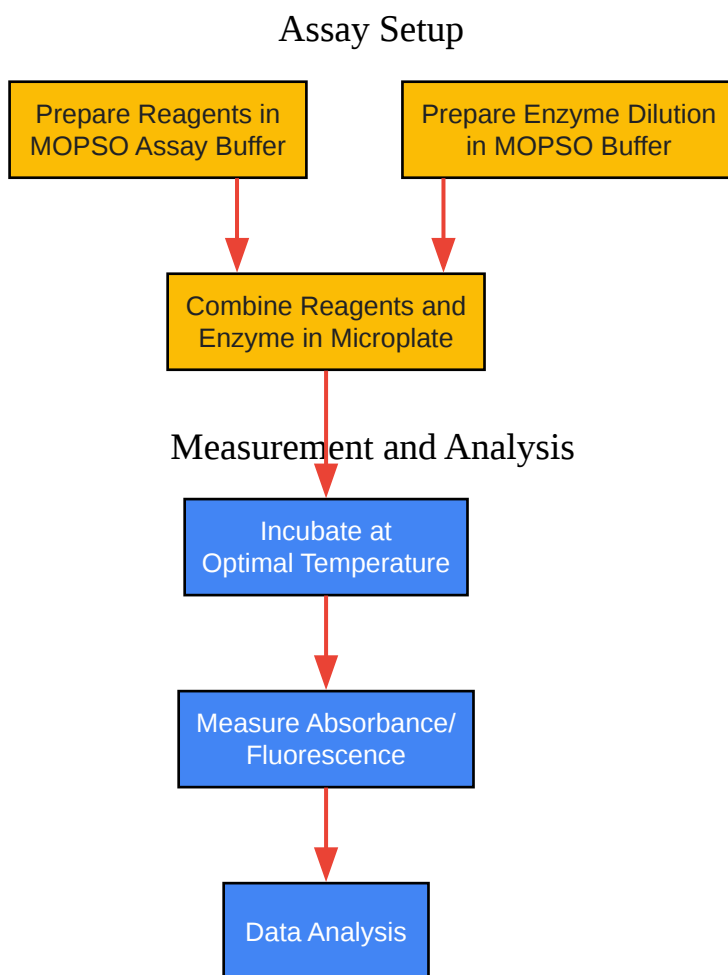 Assay Setup
Prepare Reagents in
MOPSO Assay Buffer
Prepare Enzyme Dilution
in MOPSO Buffer
Combine Reagents and
Enzyme in Microplate
Measurement and Analysis
Incubate at
Optimal Temperature
Measure Absorbance/
Fluorescence
Data Analysis